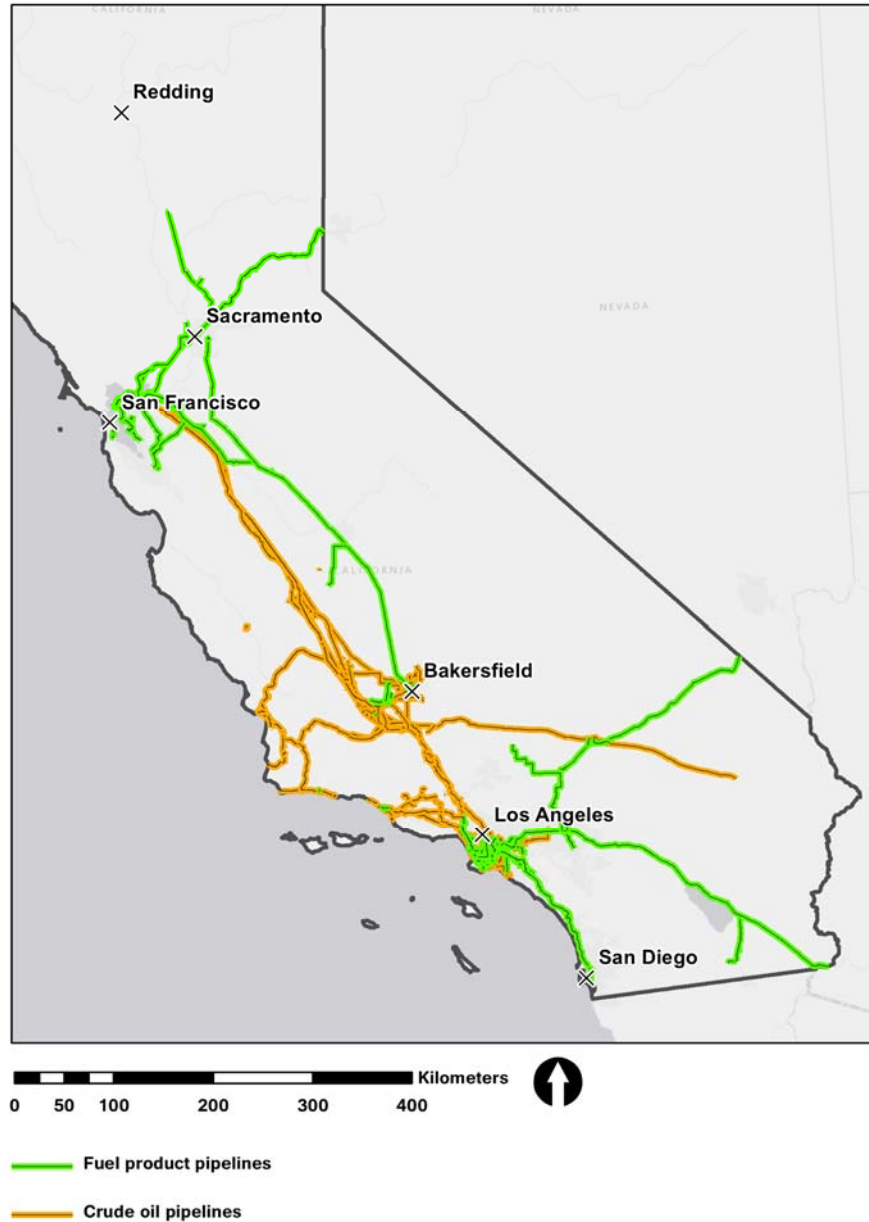 CALIFORNIA
NEVADA
Redding
Sacramento
NEVADA
San Francisco
CALIFORNIA
Bakersfield
Los Angeles
San Diego
Kilometers
0 50 100 200 300 400
Fuel product pipelines
Crude oil pipelines